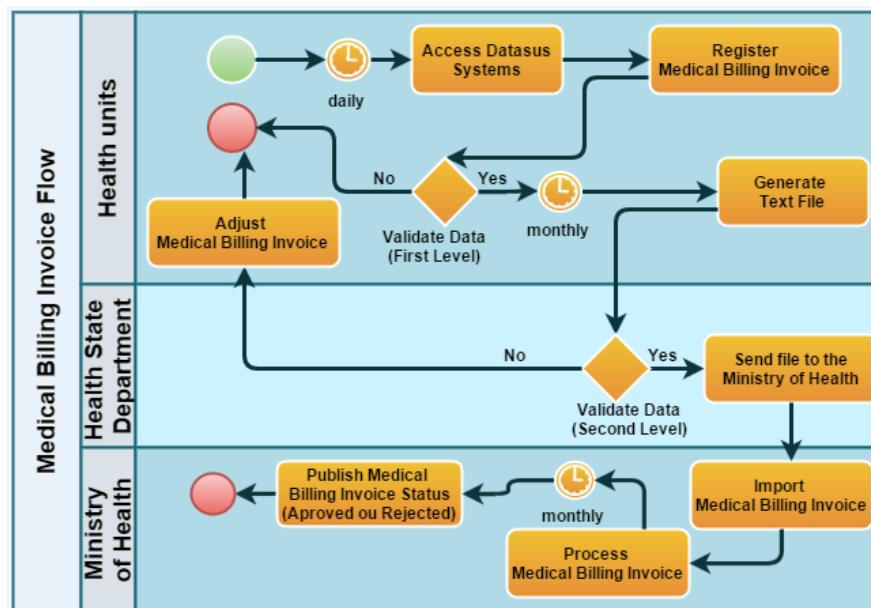 Medical Billing Invoice Flow
Health units
Access Datasus
Systems
Register
Medical Billing Invoice
daily
No
Yes
monthly
Generate
Text File
Validate Data
(First Level)
Adjust
Medical Billing Invoice
Health State
Department
No
Yes
Send file to the
Ministry of Health
Validate Data
(Second Level)
Ministry
of Health
Publish Medical
Billing Invoice Status
(Aproved ou Rejected)
monthly
Import
Medical Billing Invoice
Process
Medical Billing Invoice